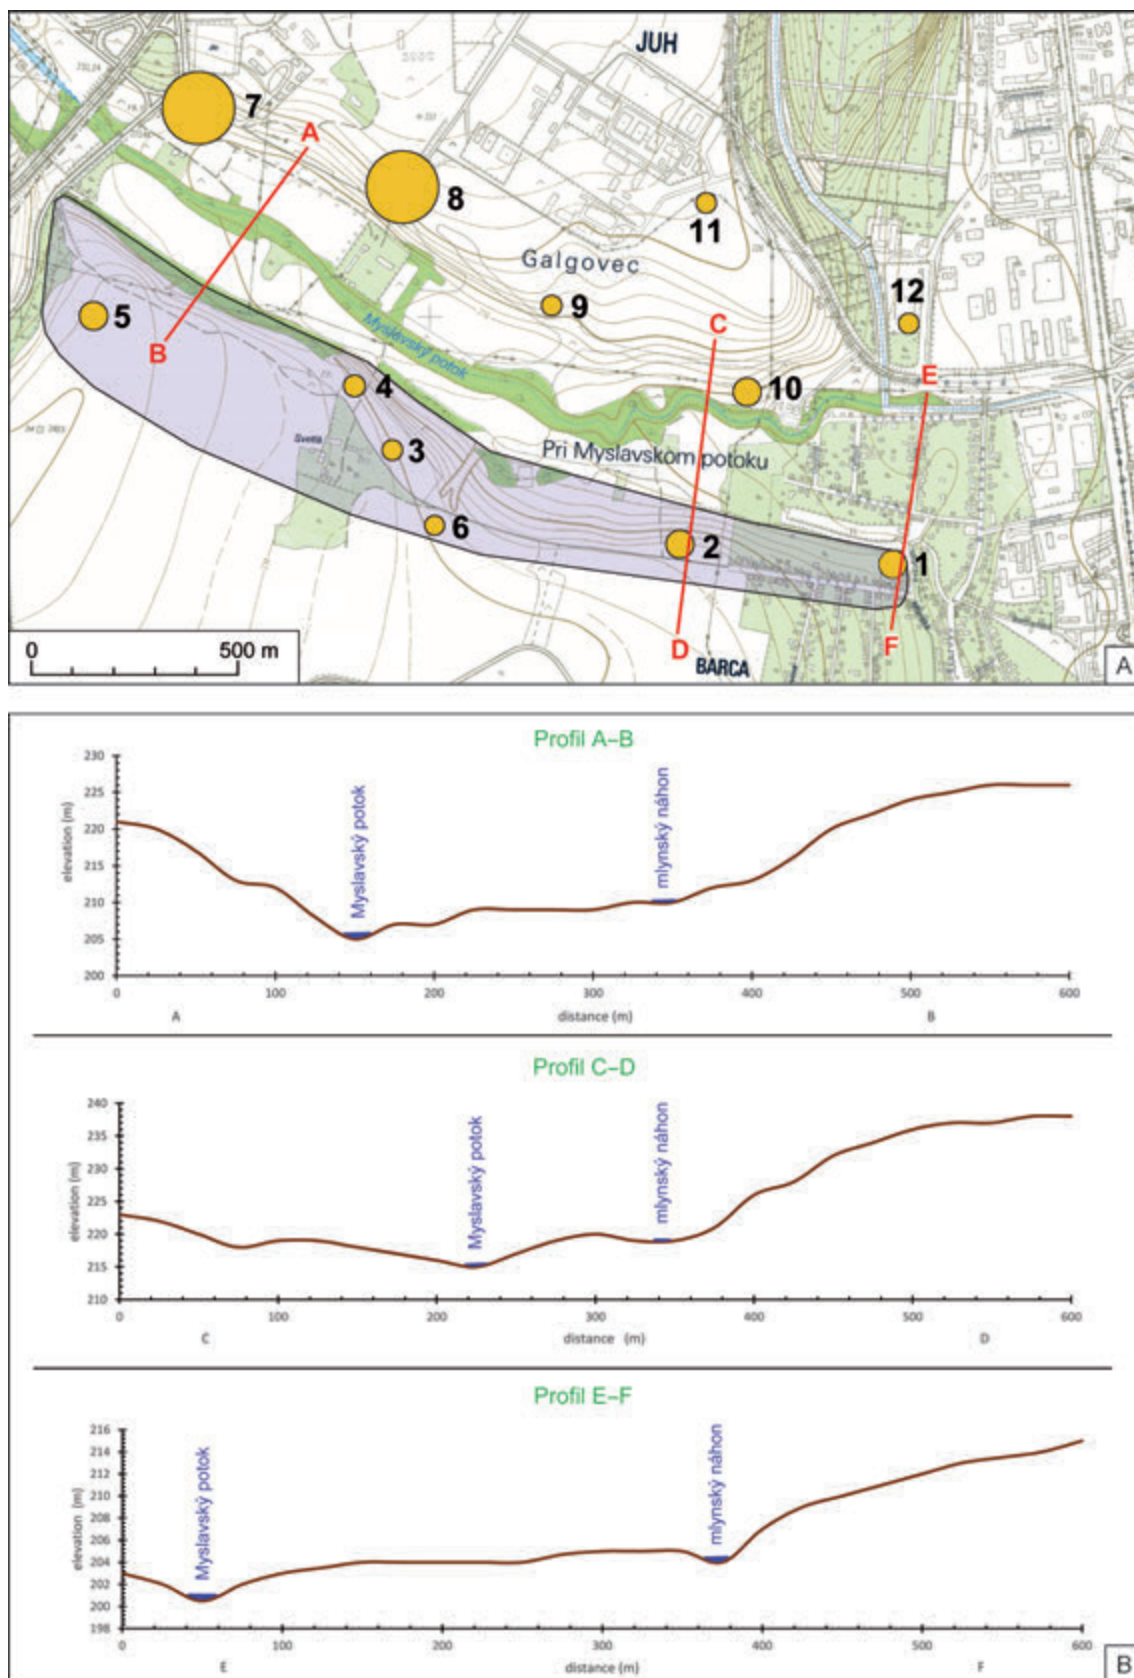 JUH
7
A
8
11
Galgovec
12
5
9
C
B
Myslavský potok
4
E
10
Svetlá
3
Pri Myslavskom potoku
6
2
1
D
F
BARCA
0 500 m
A
Profil A–B
elevation (m)
230
225
220
215
210
205
200
Myslavský potok
mlynský náhon
0 100 200 300 400 500 600
A distance (m) B
Profil C–D
elevation (m)
240
235
230
225
220
215
210
Myslavský potok
mlynský náhon
0 100 200 300 400 500 600
C distance (m) D
Profil E–F
elevation (m)
216
214
212
210
208
206
204
202
200
198
Myslavský potok
mlynský náhon
0 100 200 300 400 500 600
E distance (m) F
B